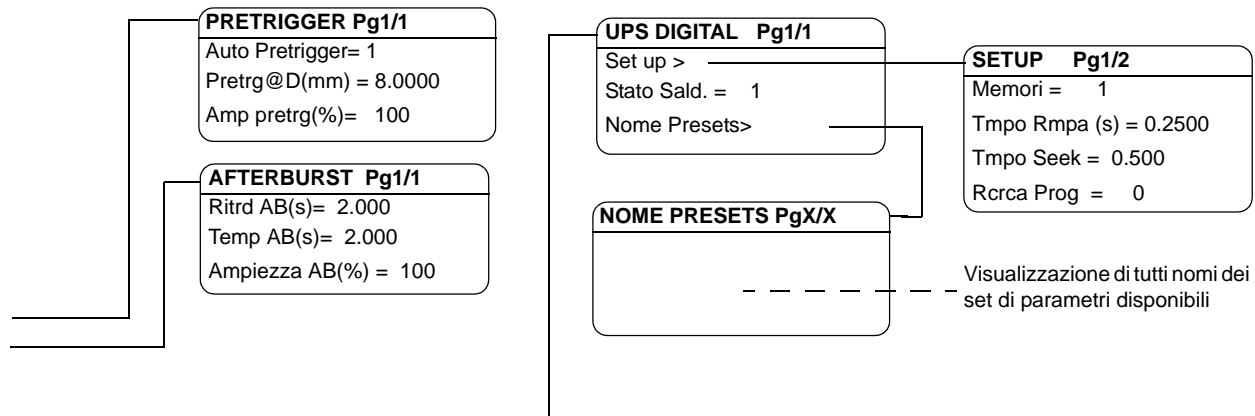 PRETRIGGER Pg1/1
Auto Pretrigger= 1
Pretrg@D(mm) = 8.0000
Amp pretrg(%)= 100
AFTERBURST Pg1/1
Ritrd AB(s)= 2.000
Temp AB(s)= 2.000
Ampiezza AB(%) = 100
UPS DIGITAL Pg1/1
Set up >
Stato Sald. = 1
Nome Presets>
SETUP Pg1/2
Memori = 1
Tmpo Rmpa (s) = 0.2500
Tmpo Seek = 0.500
Rcrca Prog = 0
NOME PRESETS PgX/X
Visualizzazione di tutti nomi dei
set di parametri disponibili